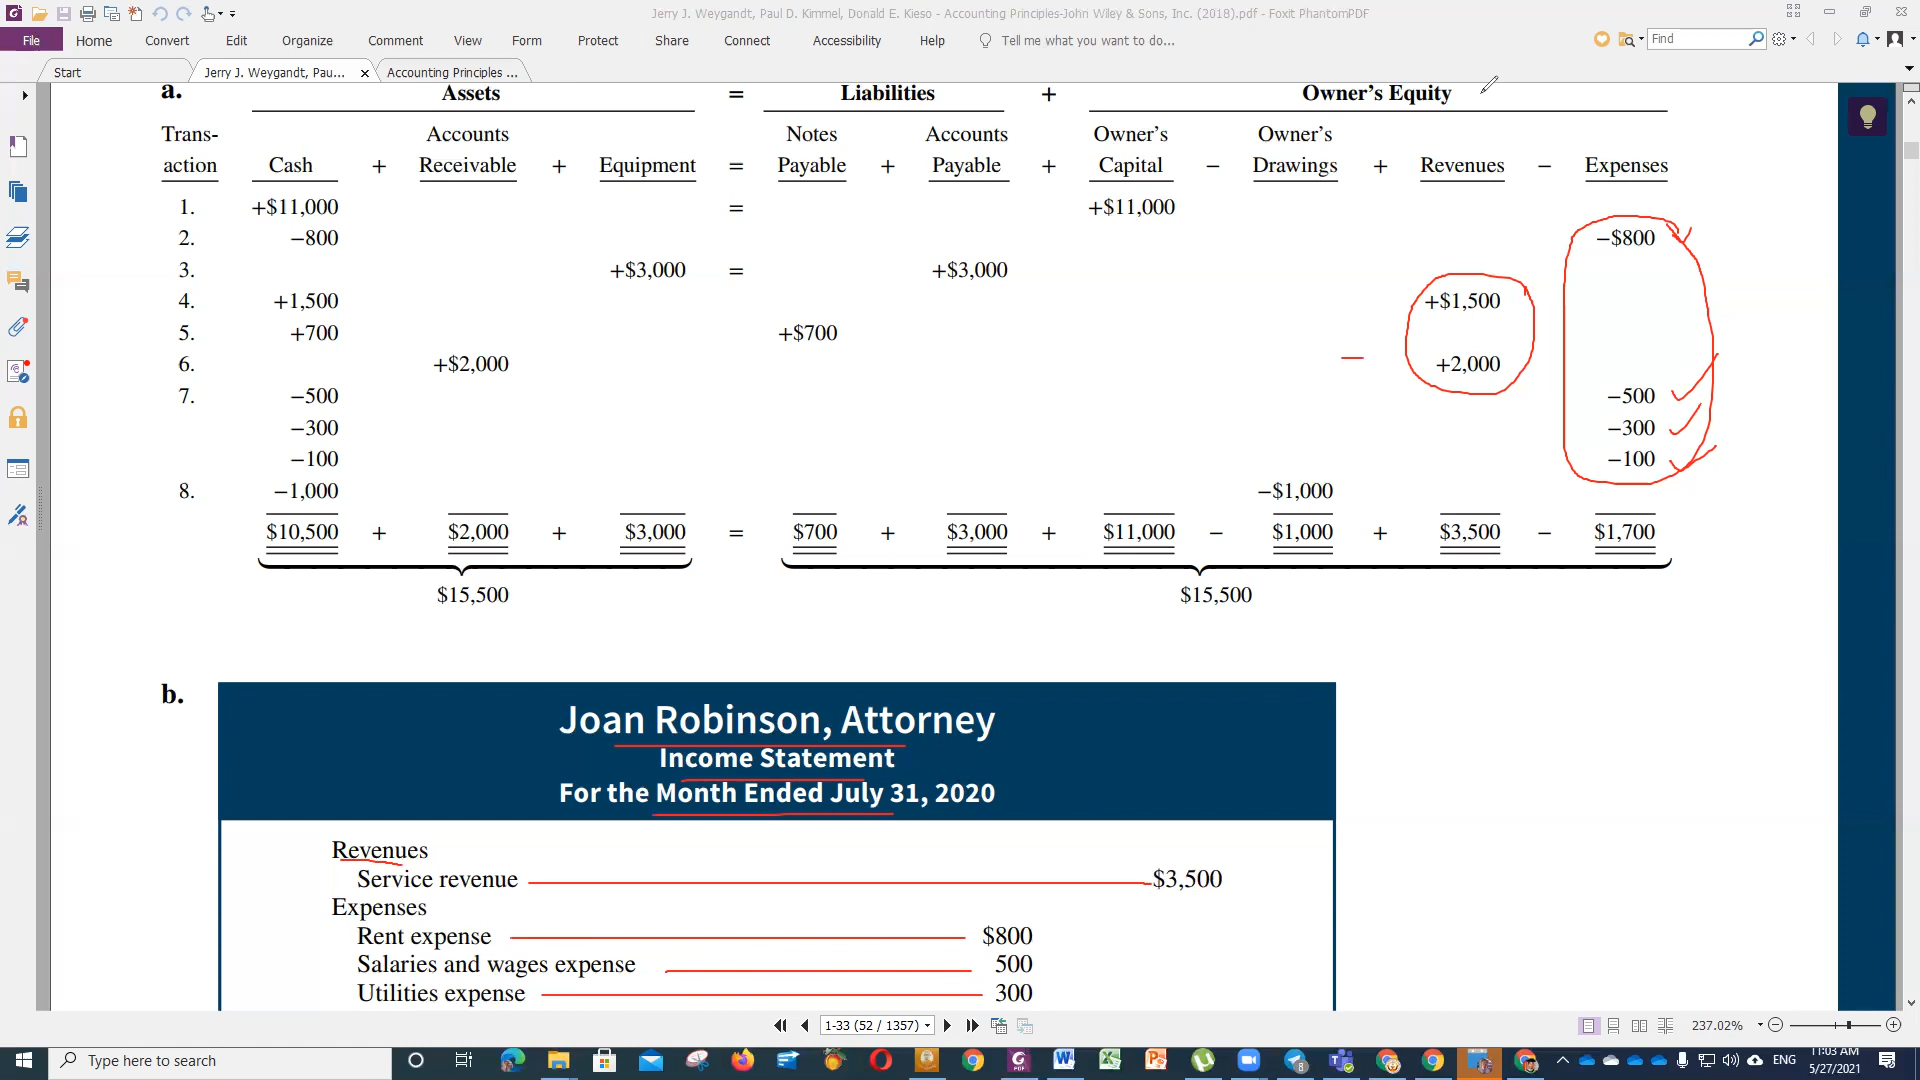 Jerry J. Weygandt, Paul D. Kimmel, Donald E. Kieso - Accounting Principles-John Wiley & Sons, Inc. (2018).pdf - Foxit PhantomPDF
File Home Convert Edit Organize Comment View Form Protect Share Connect Accessibility Help Tell me what you want to do... Find
Start Jerry J. Weygandt, Pau... Accounting Principles ...
a. Assets = Liabilities + Owner's Equity
Trans- Accounts Notes Accounts Owner's Owner's
action Cash + Receivable + Equipment = Payable + Payable + Capital − Drawings + Revenues − Expenses
1. +$11,000 = +$11,000
2. −800 −$800
3. +$3,000 = +$3,000
4. +1,500 +$1,500
5. +700 +$700
6. +$2,000 +2,000
7. −500 −500
−300 −300
−100 −100
8. −1,000 −$1,000
$10,500 + $2,000 + $3,000 = $700 + $3,000 + $11,000 − $1,000 + $3,500 − $1,700
$15,500 $15,500
b.
Joan Robinson, Attorney
Income Statement
For the Month Ended July 31, 2020
Revenues
Service revenue $3,500
Expenses
Rent expense $800
Salaries and wages expense 500
Utilities expense 300
1-33 (52 / 1357) 237.02%
Type here to search ENG 11:03 AM
5/27/2021